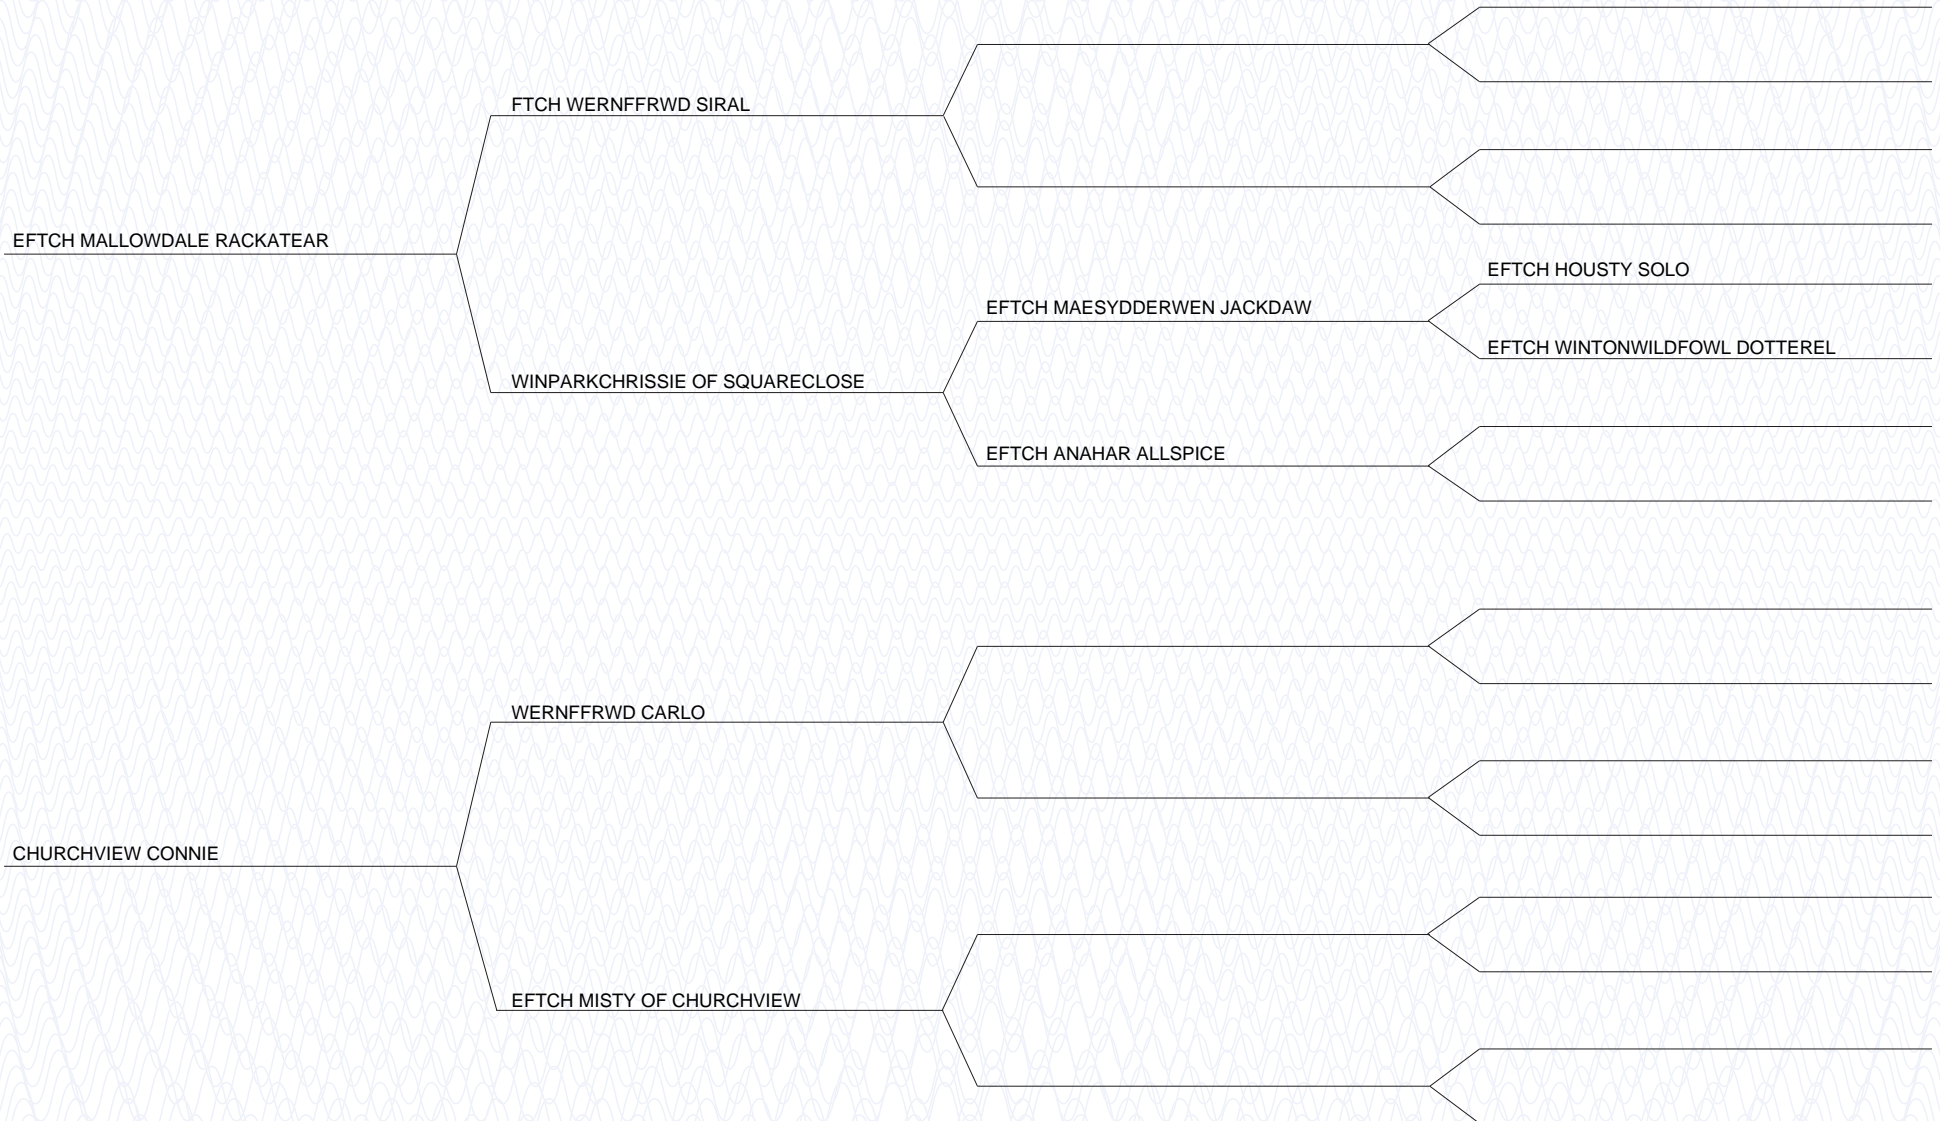 FTCH WERNFFRWD SIRAL
EFTCH MALLOWDALE RACKATEAR
EFTCH HOUSTY SOLO
EFTCH MAESYDDERWEN JACKDAW
EFTCH WINTONWILDFOWL DOTTEREL
WINPARKCHRISSIE OF SQUARECLOSE
EFTCH ANAHAR ALLSPICE
WERNFFRWD CARLO
CHURCHVIEW CONNIE
EFTCH MISTY OF CHURCHVIEW